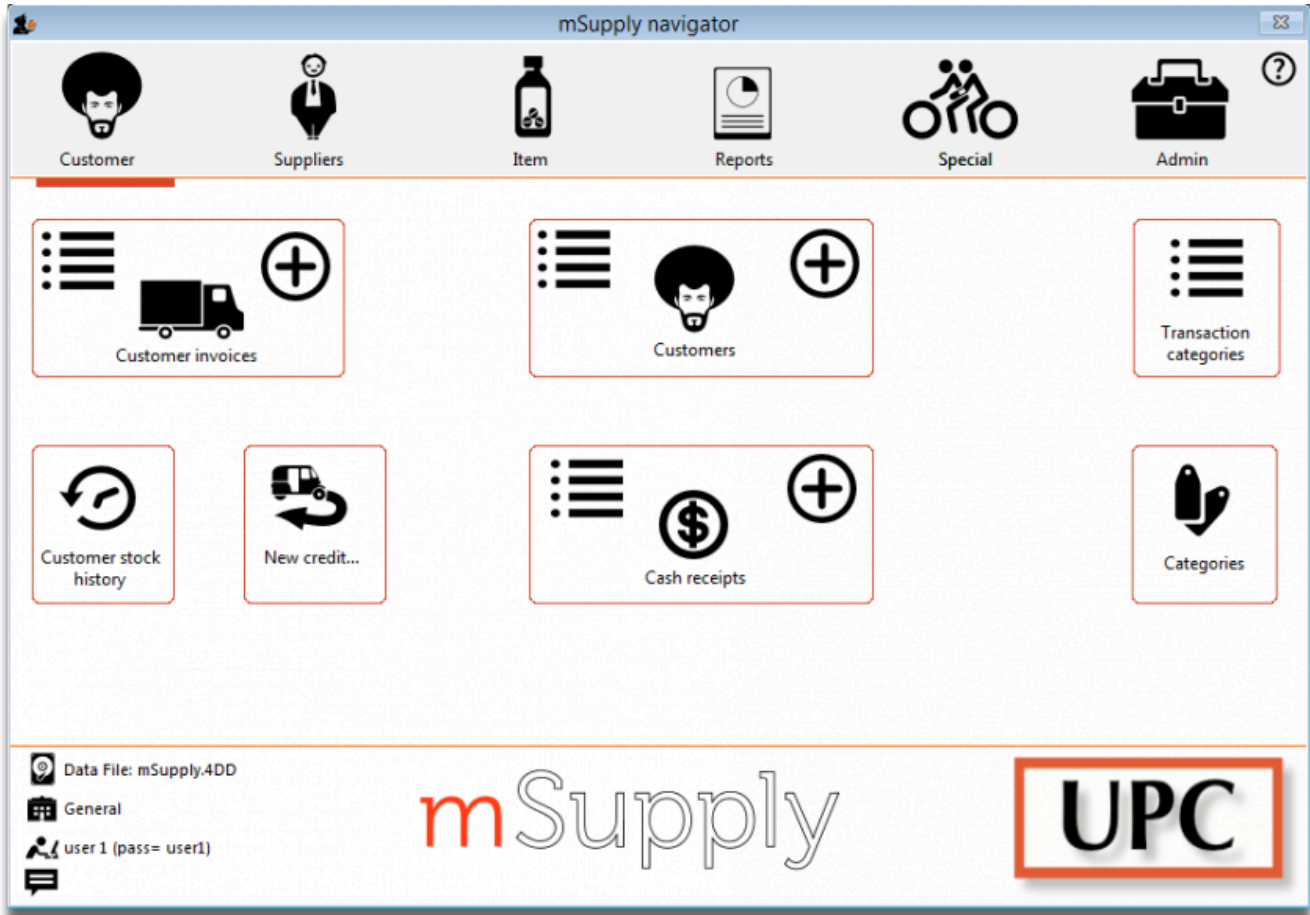 mSupply navigator
?
Customer
Suppliers
Item
Reports
Special
Admin
Customer invoices
Customers
Transaction
categories
Customer stock
history
New credit...
$
Cash receipts
Categories
Data File: mSupply.4DD
General
user 1 (pass= user1)
mSupply
UPC